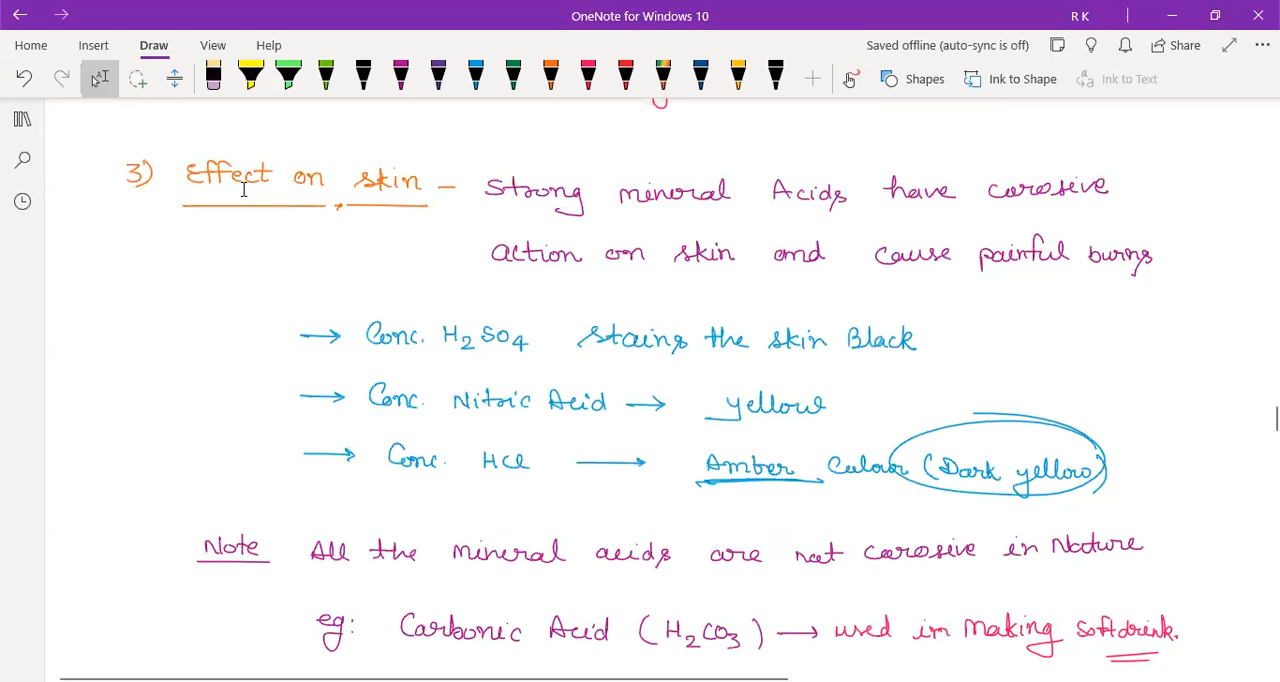 OneNote for Windows 10
R K
Home Insert Draw View Help
Saved offline (auto-sync is off) Share
Shapes Ink to Shape Ink to Text
3) Effect on skin – Strong mineral Acids have corosive
action on skin and cause painful burns
→ Conc. H₂SO₄ stains the skin Black
→ Conc. Nitric Acid → yellow
→ Conc. HCl → Amber Colour (Dark yellow)
Note All the mineral acids are not carosive in Nature
eg: Carbonic Acid (H₂CO₃) → used in making softdrink.